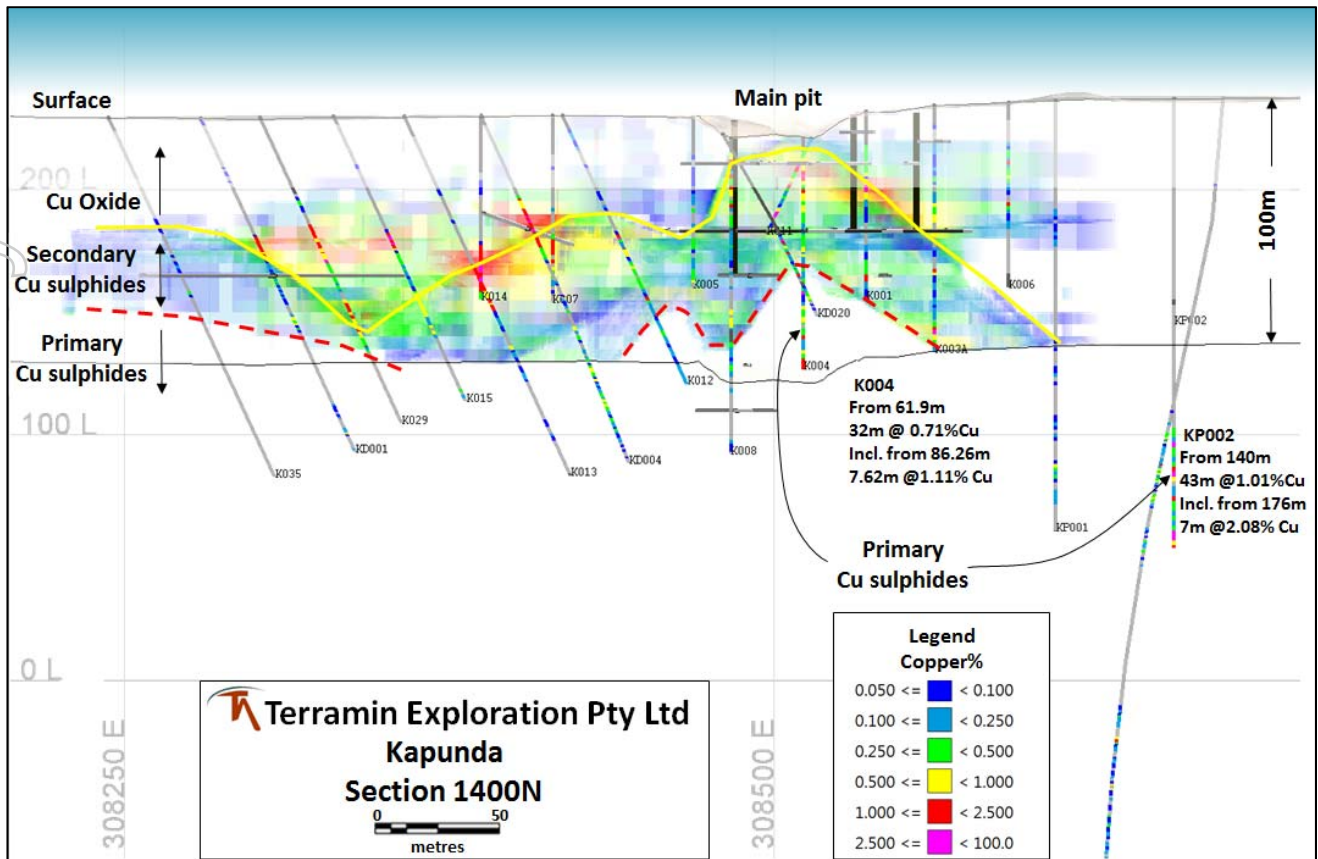 Surface
Main pit
200 L
Cu Oxide
Secondary
Cu sulphides
Primary
Cu sulphides
100m
K014
K005
K001
K006
KD020
K003A
K004
K012
KP002
K015
100 L
K029
KD001
K035
K013
KD004
K008
KP001
K004
From 61.9m
32m @ 0.71%Cu
Incl. from 86.26m
7.62m @1.11% Cu
KP002
From 140m
43m @1.01%Cu
Incl. from 176m
7m @2.08% Cu
Primary
Cu sulphides
0 L
308250 E
308500 E
Terramin Exploration Pty Ltd
Kapunda
Section 1400N
0 50
metres
Legend
Copper%
0.050 <= < 0.100
0.100 <= < 0.250
0.250 <= < 0.500
0.500 <= < 1.000
1.000 <= < 2.500
2.500 <= < 100.0